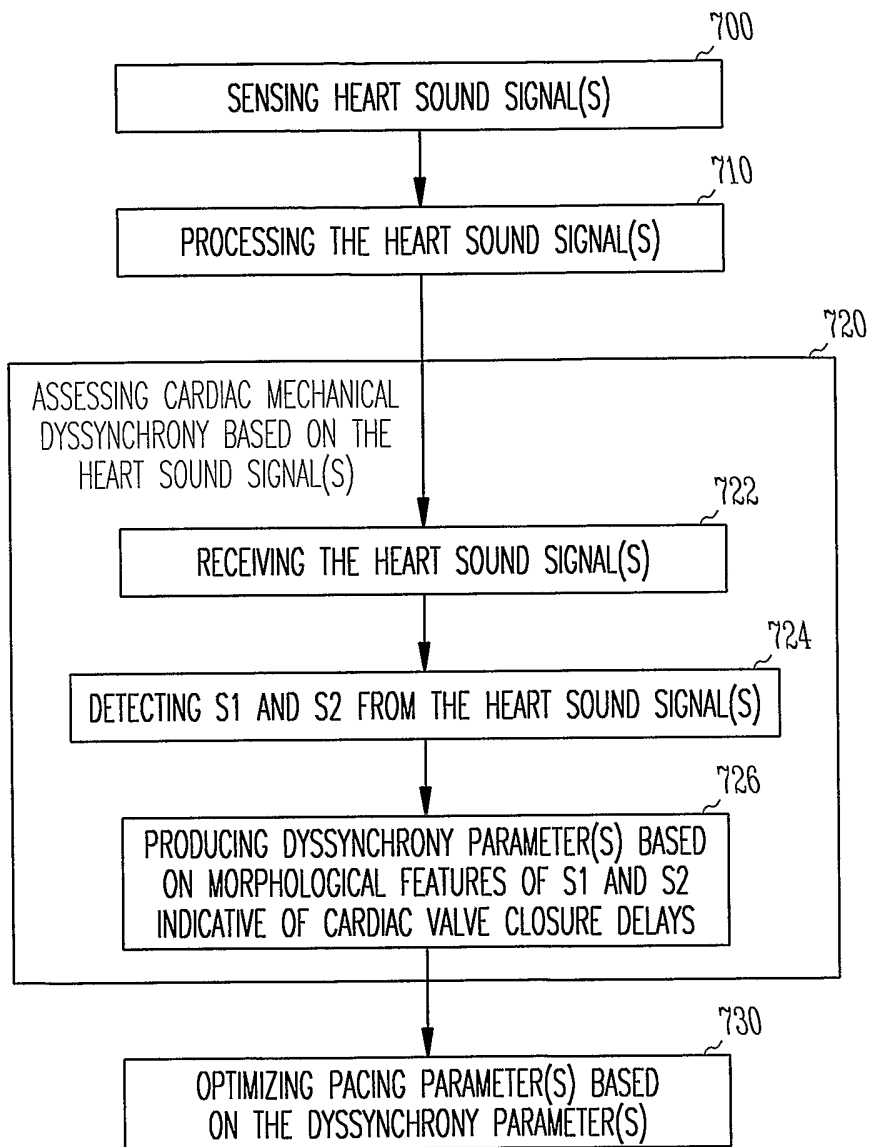 700
SENSING HEART SOUND SIGNAL(S)
710
PROCESSING THE HEART SOUND SIGNAL(S)
720
ASSESSING CARDIAC MECHANICAL
DYSSYNCHRONY BASED ON THE
HEART SOUND SIGNAL(S)
722
RECEIVING THE HEART SOUND SIGNAL(S)
724
DETECTING S1 AND S2 FROM THE HEART SOUND SIGNAL(S)
726
PRODUCING DYSSYNCHRONY PARAMETER(S) BASED
ON MORPHOLOGICAL FEATURES OF S1 AND S2
INDICATIVE OF CARDIAC VALVE CLOSURE DELAYS
730
OPTIMIZING PACING PARAMETER(S) BASED
ON THE DYSSYNCHRONY PARAMETER(S)